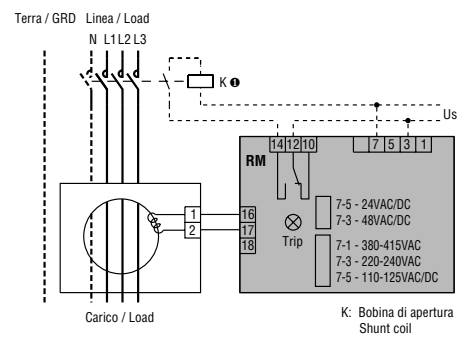 Terra / GRD Linea / Load
N L1 L2 L3
K ❶
Us
14 12 10 7 5 3 1
RM
1 16
2 17
18
Trip
7-5 - 24VAC/DC
7-3 - 48VAC/DC
7-1 - 380-415VAC
7-3 - 220-240VAC
7-5 - 110-125VAC/DC
Carico / Load
K: Bobina di apertura
Shunt coil